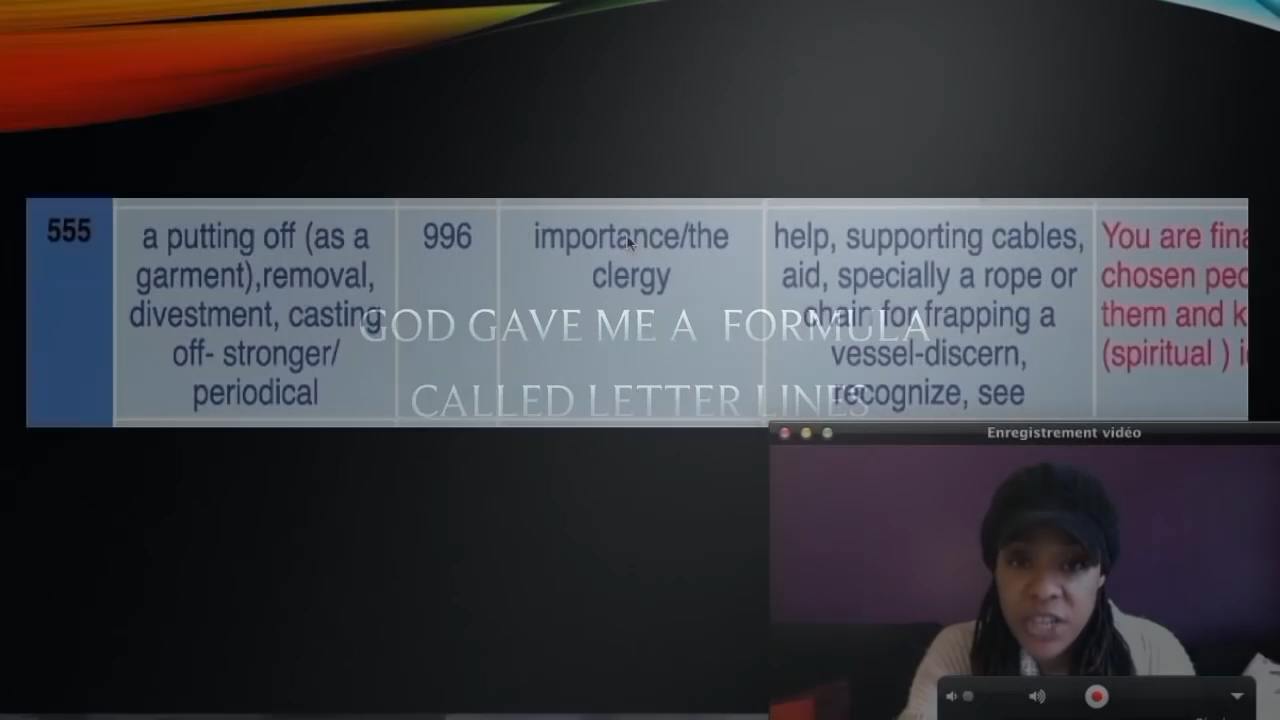 555
a putting off (as a
garment),removal,
divestment, casting
off- stronger/
periodical
996
importance/the
clergy
help, supporting cables,
aid, specially a rope or
chair for frapping a
vessel-discern,
recognize, see
You are fina
chosen peo
them and k
(spiritual ) i
GOD GAVE ME A FORMULA
CALLED LETTER LINES
Enregistrement vidéo